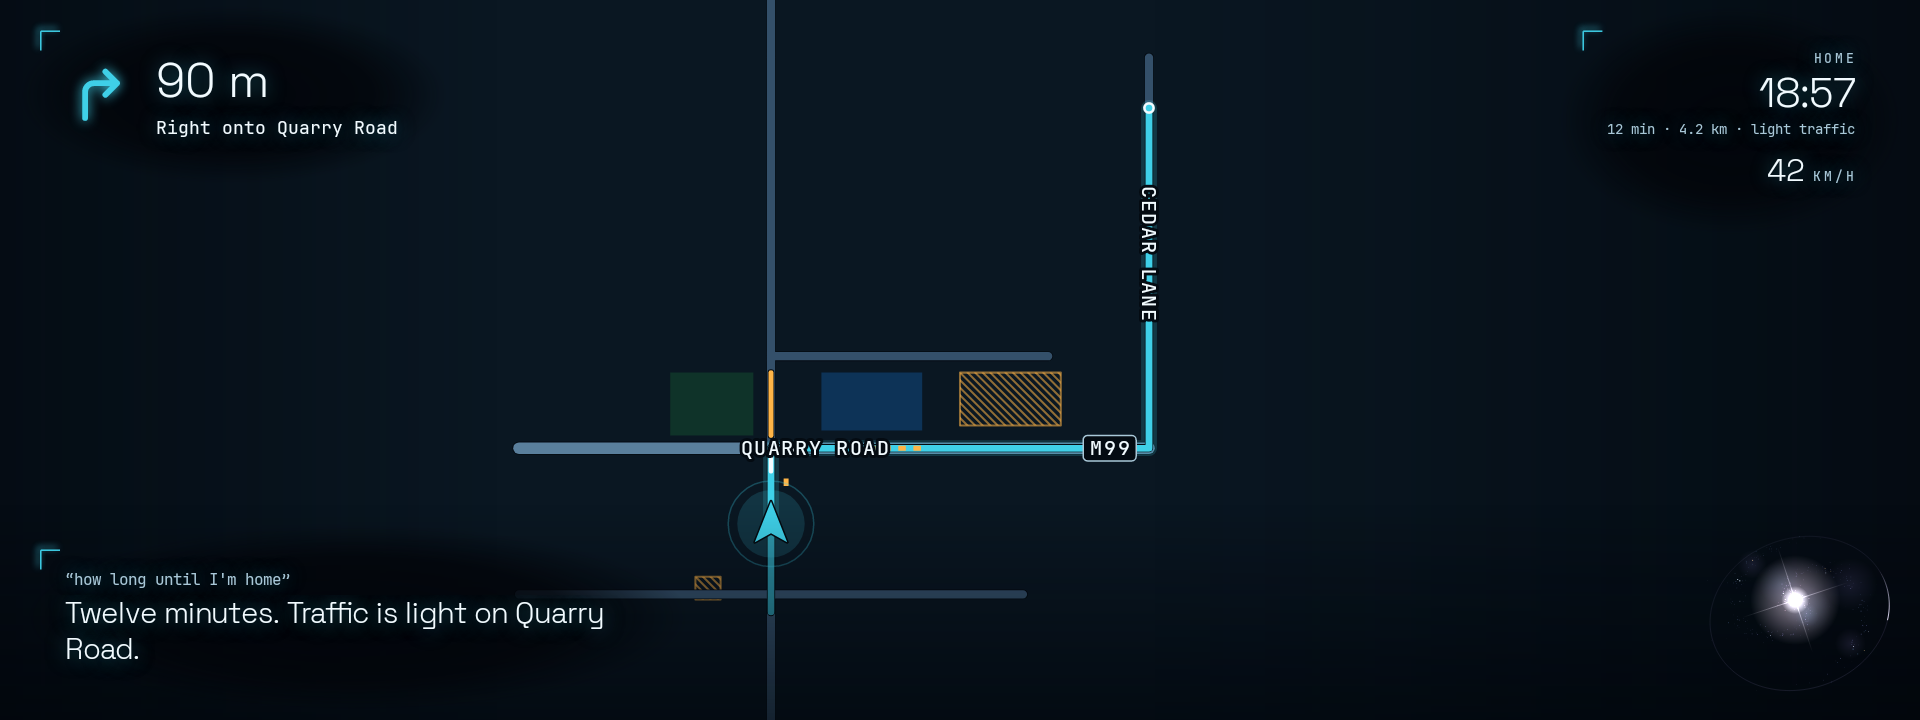 90 m
Right onto Quarry Road
HOME
18:57
12 min · 4.2 km · light traffic
42 KM/H
CEDAR LANE
QUARRY ROAD
M99
“how long until I'm home”
Twelve minutes. Traffic is light on Quarry
Road.